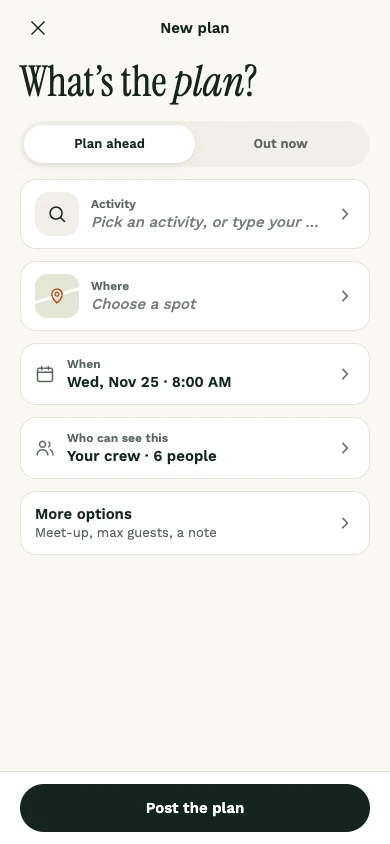 New plan
What's the plan?
Plan ahead
Out now
Activity
Pick an activity, or type your ...
Where
Choose a spot
When
Wed, Nov 25 · 8:00 AM
Who can see this
Your crew · 6 people
More options
Meet-up, max guests, a note
Post the plan